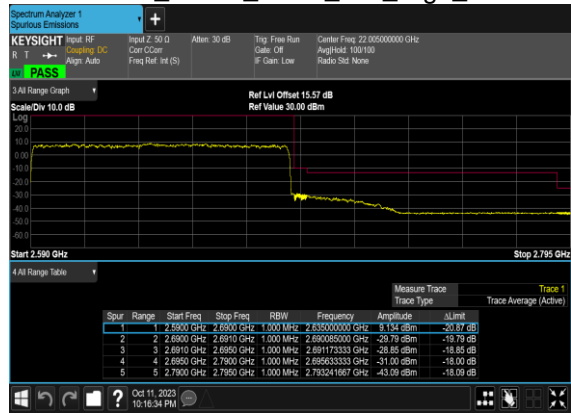 Spectrum Analyzer 1
Spurious Emissions
+
KEYSIGHT
R T
Input: RF
Coupling: DC
Align: Auto
Input Z: 50 Ω
Corr CCorr
Freq Ref: Int (S)
Atten: 30 dB
Trig: Free Run
Gate: Off
IF Gain: Low
Center Freq: 22.005000000 GHz
Avg|Hold: 100/100
Radio Std: None
PASS
3 All Range Graph
Ref Lvl Offset 15.57 dB
Scale/Div 10.0 dB
Ref Value 30.00 dBm
Log
20.0
10.0
0.00
-10.0
-20.0
-30.0
-40.0
-50.0
-60.0
Start 2.590 GHz
Stop 2.795 GHz
4 All Range Table
Measure Trace Trace 1
Trace Type Trace Average (Active)
Spur Range Start Freq Stop Freq RBW Frequency Amplitude ΔLimit
1 1 2.5900 GHz 2.6900 GHz 1.000 MHz 2.635000000 GHz 9.134 dBm -20.87 dB
2 2 2.6900 GHz 2.6910 GHz 1.000 MHz 2.690085000 GHz -29.79 dBm -19.79 dB
3 3 2.6910 GHz 2.6950 GHz 1.000 MHz 2.691173333 GHz -28.85 dBm -18.85 dB
4 4 2.6950 GHz 2.7900 GHz 1.000 MHz 2.695633333 GHz -31.00 dBm -18.00 dB
5 5 2.7900 GHz 2.7950 GHz 1.000 MHz 2.793241667 GHz -43.09 dBm -18.09 dB
?
Oct 11, 2023
10:16:34 PM